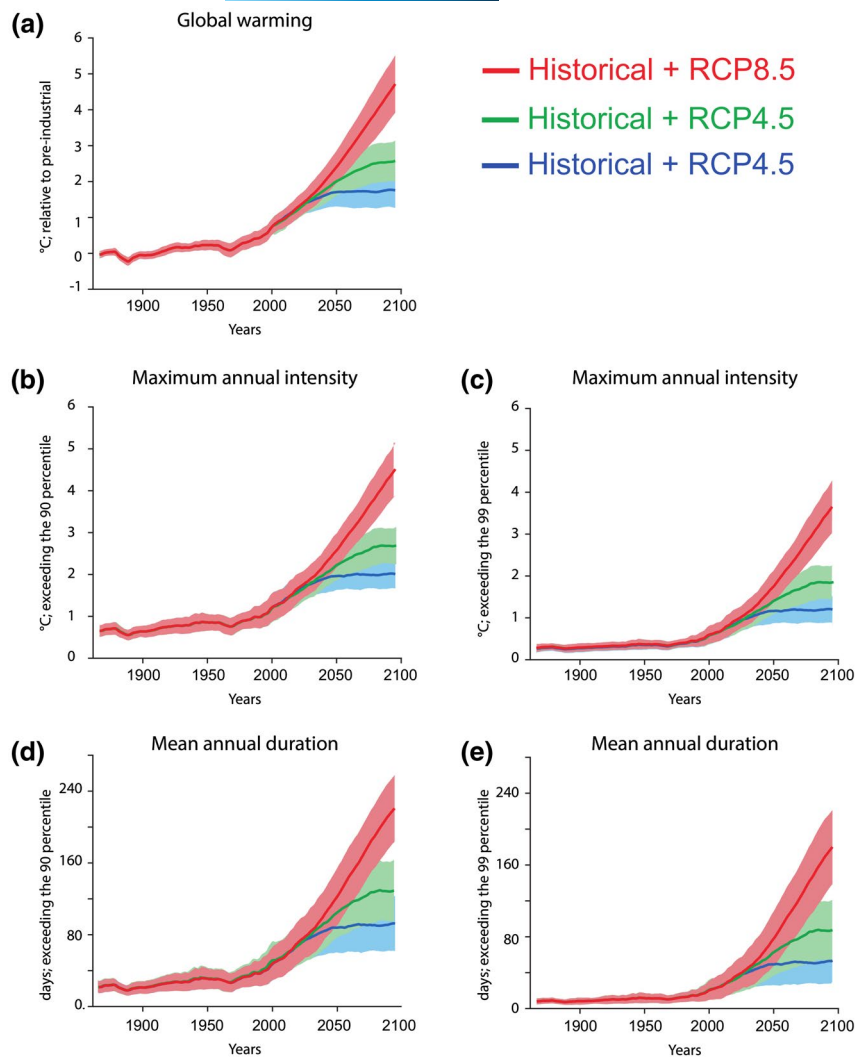 (a)
Global warming
Historical + RCP8.5
Historical + RCP4.5
Historical + RCP4.5
°C; relative to pre-industrial
6
5
4
3
2
1
0
-1
1900 1950 2000 2050 2100
Years
(b)
Maximum annual intensity
°C; exceeding the 90 percentile
6
5
4
3
2
1
0
1900 1950 2000 2050 2100
Years
(c)
Maximum annual intensity
°C; exceeding the 99 percentile
6
5
4
3
2
1
0
1900 1950 2000 2050 2100
Years
(d)
Mean annual duration
days; exceeding the 90 percentile
240
160
80
0.
1900 1950 2000 2050 2100
Years
(e)
Mean annual duration
days; exceeding the 99 percentile
240
160
80
0
1900 1950 2000 2050 2100
Years